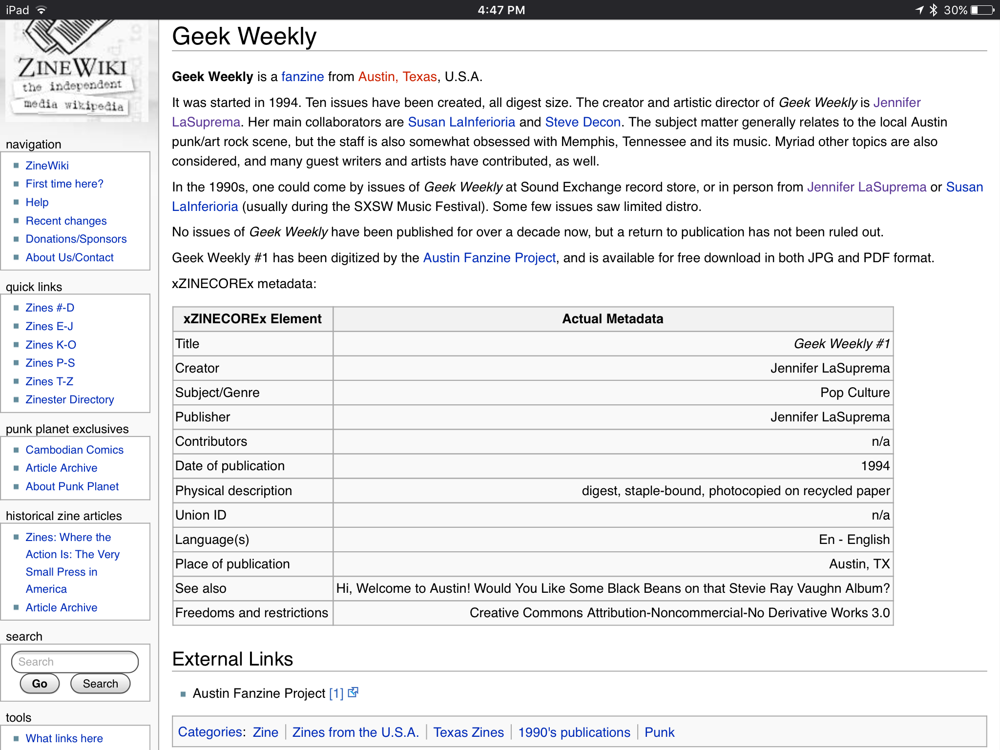 iPad
4:47 PM
30%
ZINEWIKI
the independent
media wikipedia
navigation
ZineWiki
First time here?
Help
Recent changes
Donations/Sponsors
About Us/Contact
quick links
Zines #-D
Zines E-J
Zines K-O
Zines P-S
Zines T-Z
Zinester Directory
punk planet exclusives
Cambodian Comics
Article Archive
About Punk Planet
historical zine articles
Zines: Where the
Action Is: The Very
Small Press in
America
Article Archive
search
Search
Go Search
tools
What links here
Geek Weekly
Geek Weekly is a fanzine from Austin, Texas, U.S.A.
It was started in 1994. Ten issues have been created, all digest size. The creator and artistic director of Geek Weekly is Jennifer
LaSuprema. Her main collaborators are Susan LaInferioria and Steve Decon. The subject matter generally relates to the local Austin
punk/art rock scene, but the staff is also somewhat obsessed with Memphis, Tennessee and its music. Myriad other topics are also
considered, and many guest writers and artists have contributed, as well.
In the 1990s, one could come by issues of Geek Weekly at Sound Exchange record store, or in person from Jennifer LaSuprema or Susan
LaInferioria (usually during the SXSW Music Festival). Some few issues saw limited distro.
No issues of Geek Weekly have been published for over a decade now, but a return to publication has not been ruled out.
Geek Weekly #1 has been digitized by the Austin Fanzine Project, and is available for free download in both JPG and PDF format.
xZINECOREx metadata:
xZINECOREx Element Actual Metadata
Title Geek Weekly #1
Creator Jennifer LaSuprema
Subject/Genre Pop Culture
Publisher Jennifer LaSuprema
Contributors n/a
Date of publication 1994
Physical description digest, staple-bound, photocopied on recycled paper
Union ID n/a
Language(s) En - English
Place of publication Austin, TX
See also Hi, Welcome to Austin! Would You Like Some Black Beans on that Stevie Ray Vaughn Album?
Freedoms and restrictions Creative Commons Attribution-Noncommercial-No Derivative Works 3.0
External Links
Austin Fanzine Project [1]
Categories: Zine | Zines from the U.S.A. | Texas Zines | 1990's publications | Punk